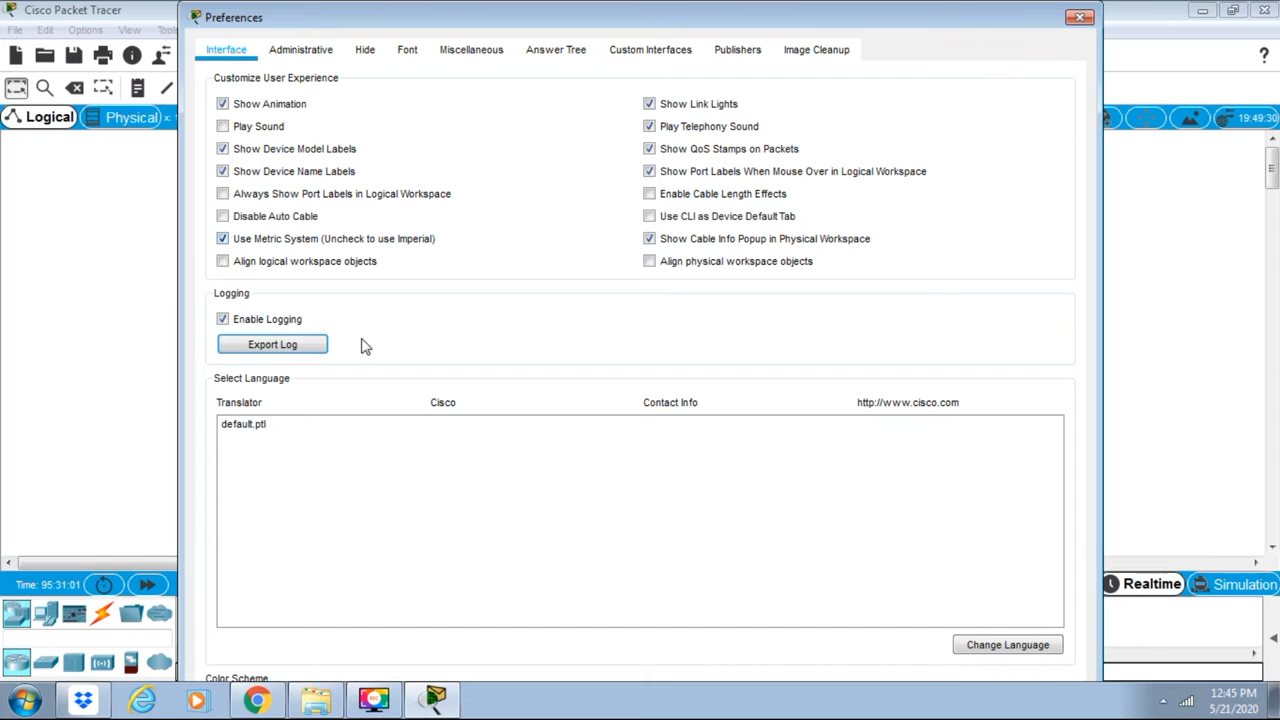 Cisco Packet Tracer
Preferences
File Edit Options View Tools
Interface Administrative Hide Font Miscellaneous Answer Tree Custom Interfaces Publishers Image Cleanup
?
Customize User Experience
Show Animation
Show Link Lights
Play Sound
Play Telephony Sound
Show Device Model Labels
Show QoS Stamps on Packets
Show Device Name Labels
Show Port Labels When Mouse Over in Logical Workspace
Always Show Port Labels in Logical Workspace
Enable Cable Length Effects
Disable Auto Cable
Use CLI as Device Default Tab
Use Metric System (Uncheck to use Imperial)
Show Cable Info Popup in Physical Workspace
Align logical workspace objects
Align physical workspace objects
Logical Physical x:
19:49:30
Logging
Enable Logging
Export Log
Select Language
Translator Cisco Contact Info http://www.cisco.com
default.ptl
Change Language
Color Scheme
Time: 95:31:01
Realtime Simulation
12:45 PM
5/21/2020